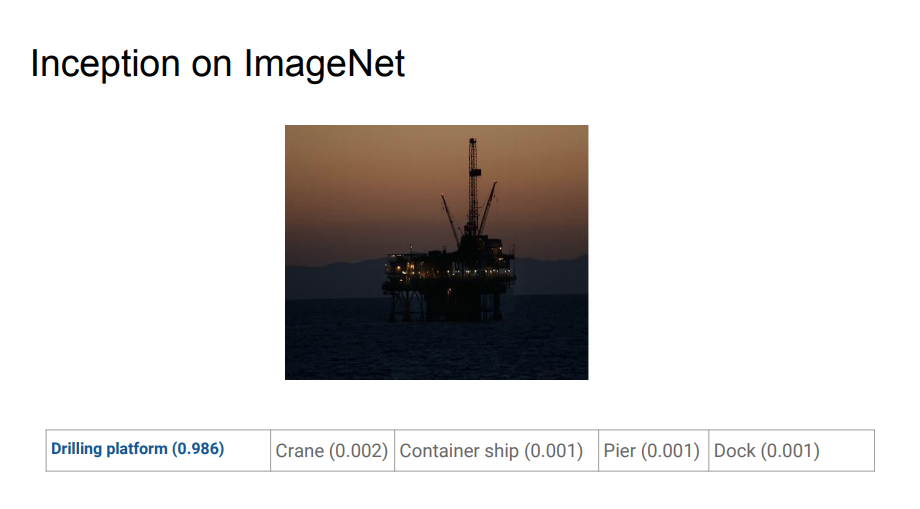 Inception on ImageNet
Drilling platform (0.986) Crane (0.002) Container ship (0.001) Pier (0.001) Dock (0.001)